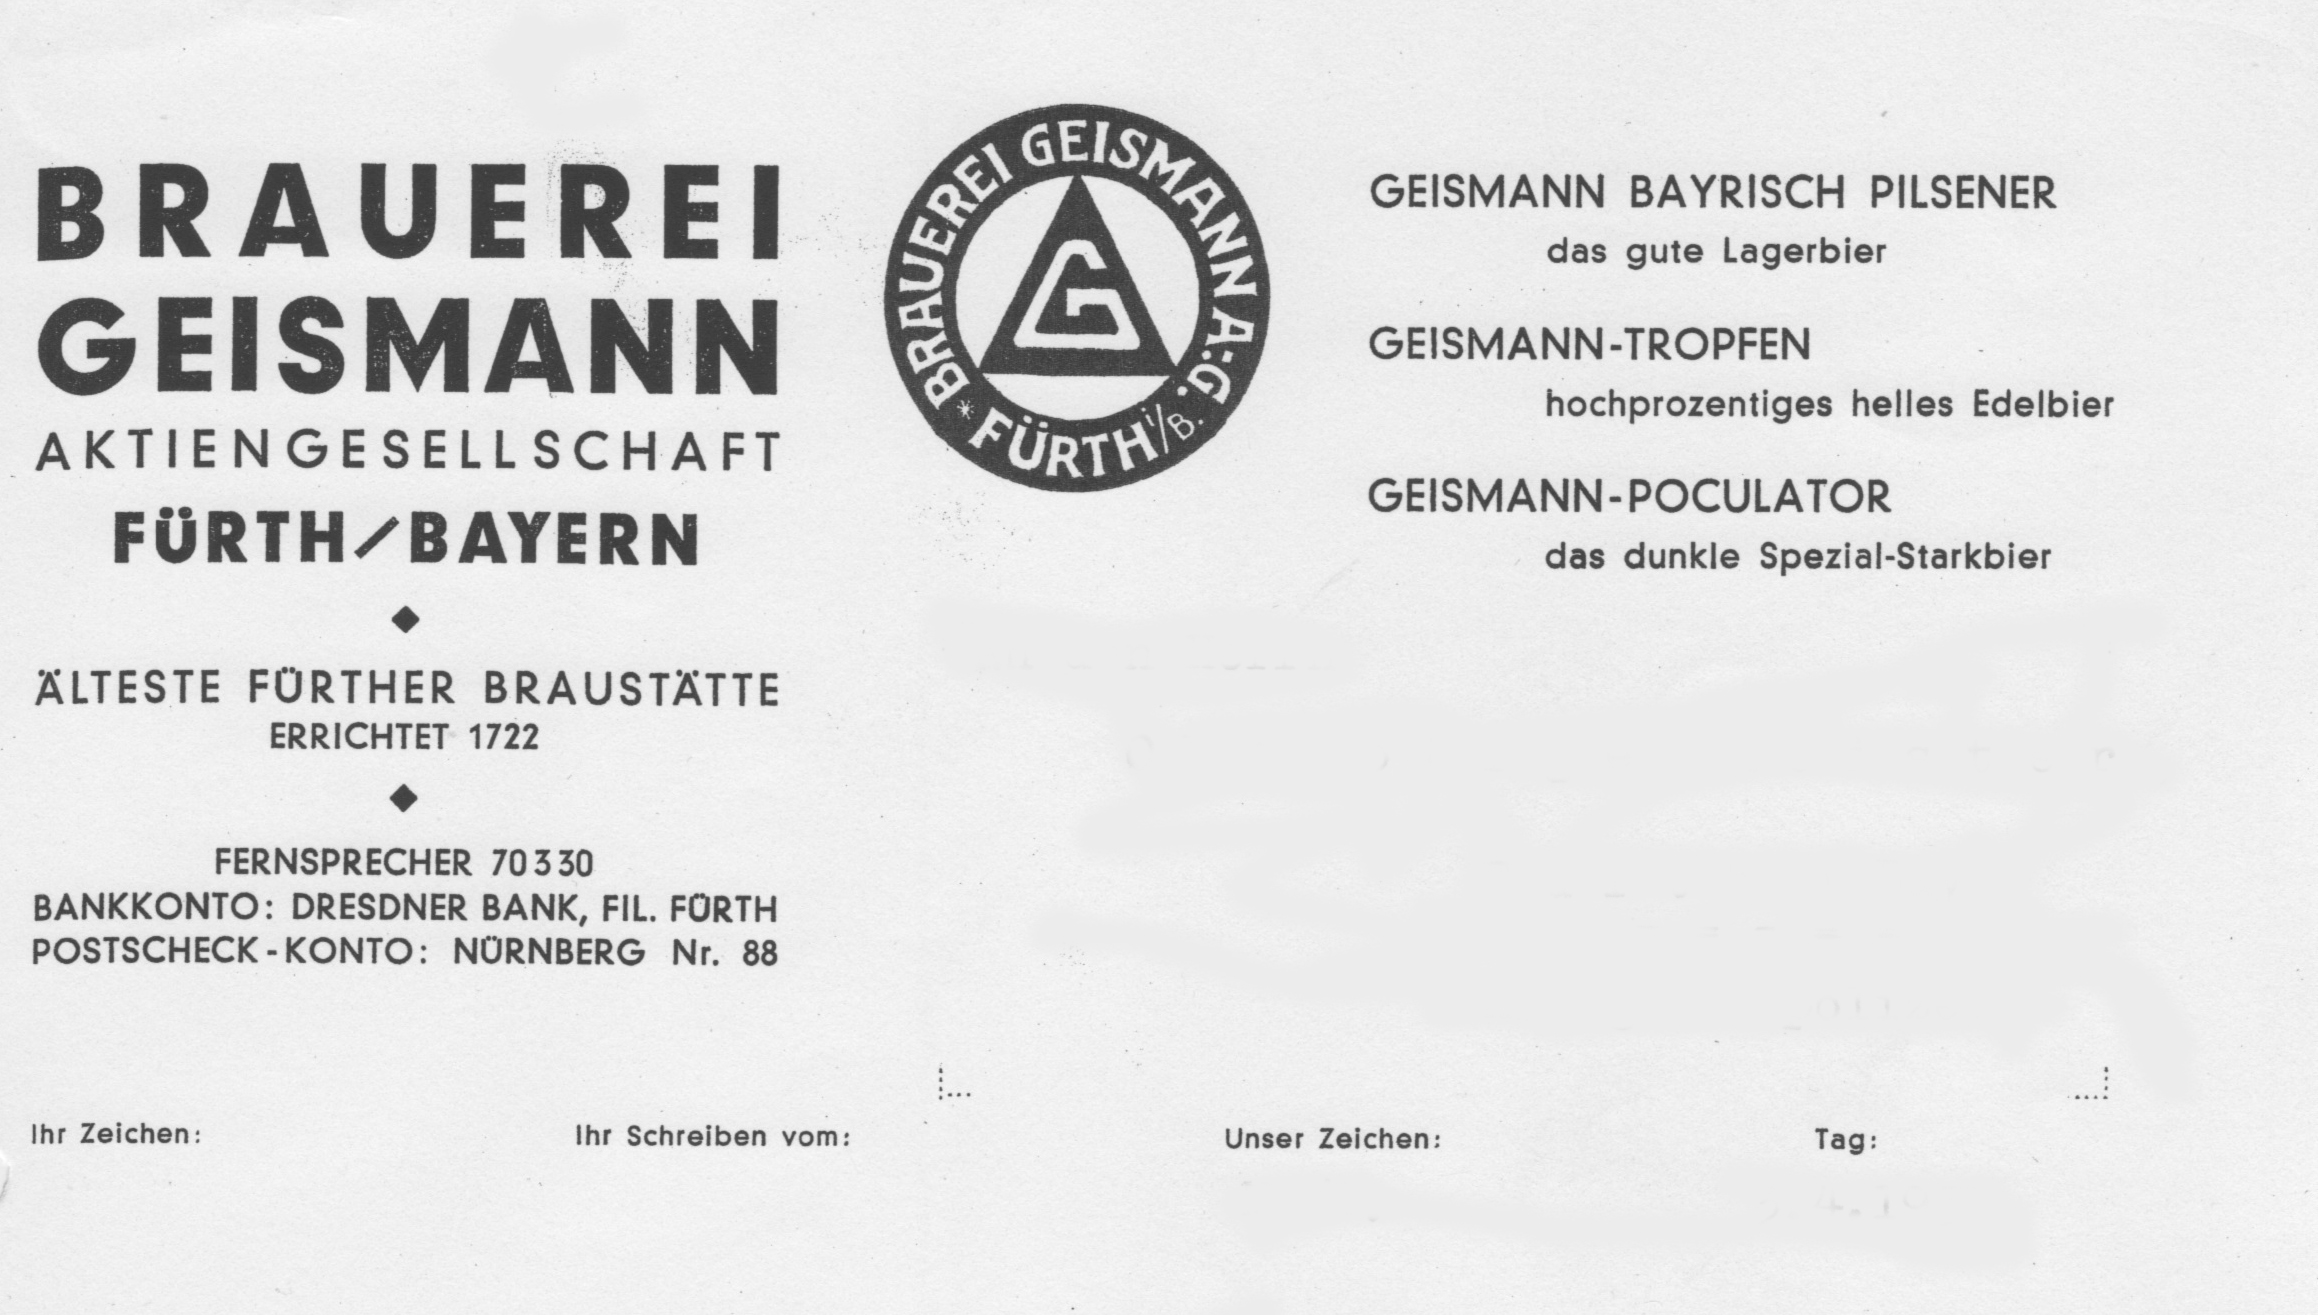 BRAUEREI
GEISMANN
AKTIENGESELLSCHAFT
FÜRTH/BAYERN
ÄLTESTE FÜRTHER BRAUSTÄTTE
ERRICHTET 1722
FERNSPRECHER 70330
BANKKONTO: DRESDNER BANK, FIL. FÜRTH
POSTSCHECK-KONTO: NÜRNBERG Nr. 88
BRAUEREI GEISMANN A:G.
* FÜRTH i/B.
G
GEISMANN BAYRISCH PILSENER
das gute Lagerbier
GEISMANN-TROPFEN
hochprozentiges helles Edelbier
GEISMANN-POCULATOR
das dunkle Spezial-Starkbier
Ihr Zeichen: Ihr Schreiben vom: Unser Zeichen: Tag: